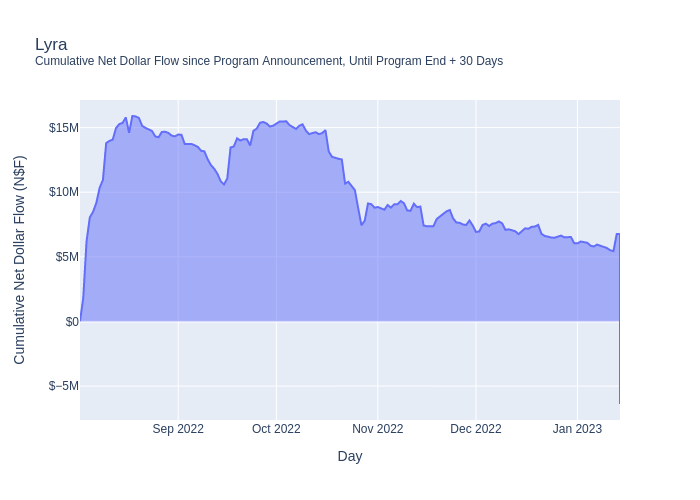 Lyra
Cumulative Net Dollar Flow since Program Announcement, Until Program End + 30 Days
Cumulative Net Dollar Flow (N$F)
$15M
$10M
$5M
$0
$−5M
Sep 2022
Oct 2022
Nov 2022
Dec 2022
Jan 2023
Day